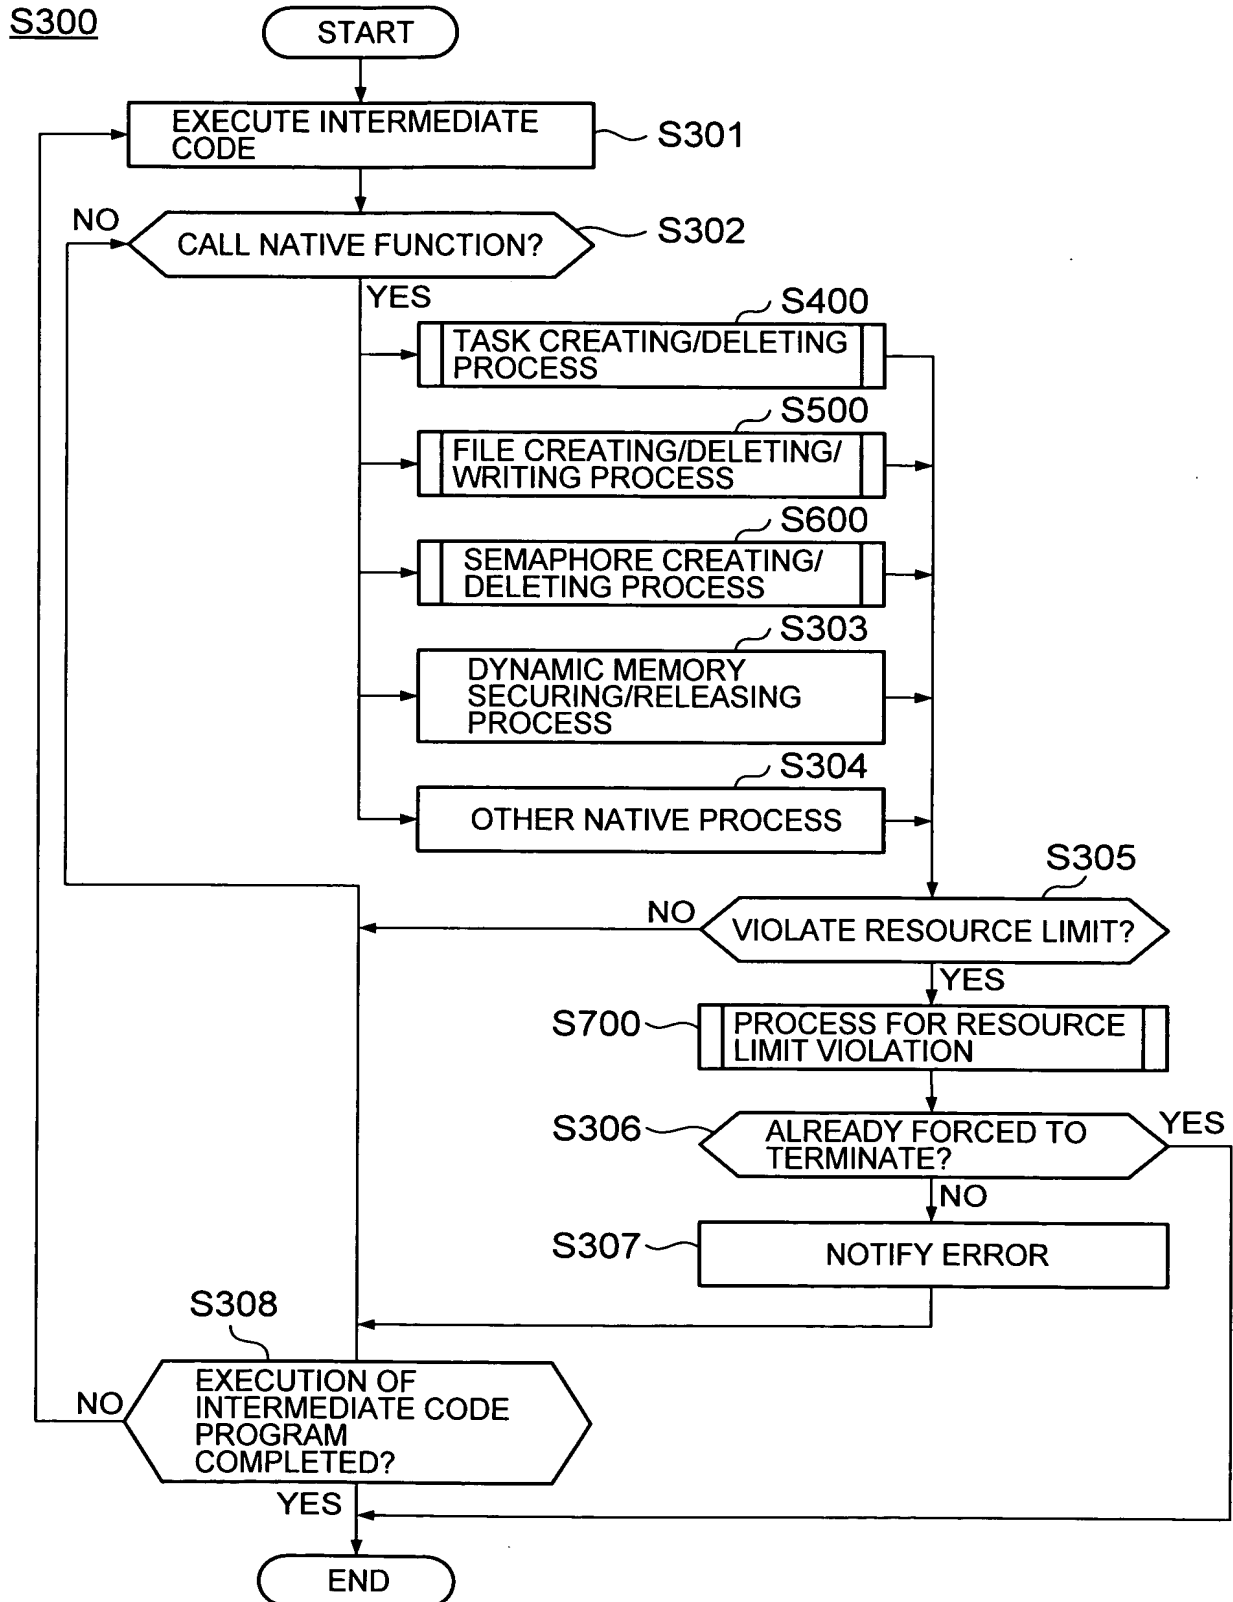 S300
START
EXECUTE INTERMEDIATE
CODE
S301
NO
CALL NATIVE FUNCTION?
S302
YES
S400
TASK CREATING/DELETING
PROCESS
S500
FILE CREATING/DELETING/
WRITING PROCESS
S600
SEMAPHORE CREATING/
DELETING PROCESS
S303
DYNAMIC MEMORY
SECURING/RELEASING
PROCESS
S304
OTHER NATIVE PROCESS
S305
NO
VIOLATE RESOURCE LIMIT?
YES
S700
PROCESS FOR RESOURCE
LIMIT VIOLATION
S306
ALREADY FORCED TO
TERMINATE?
YES
NO
S307
NOTIFY ERROR
S308
NO
EXECUTION OF
INTERMEDIATE CODE
PROGRAM
COMPLETED?
YES
END